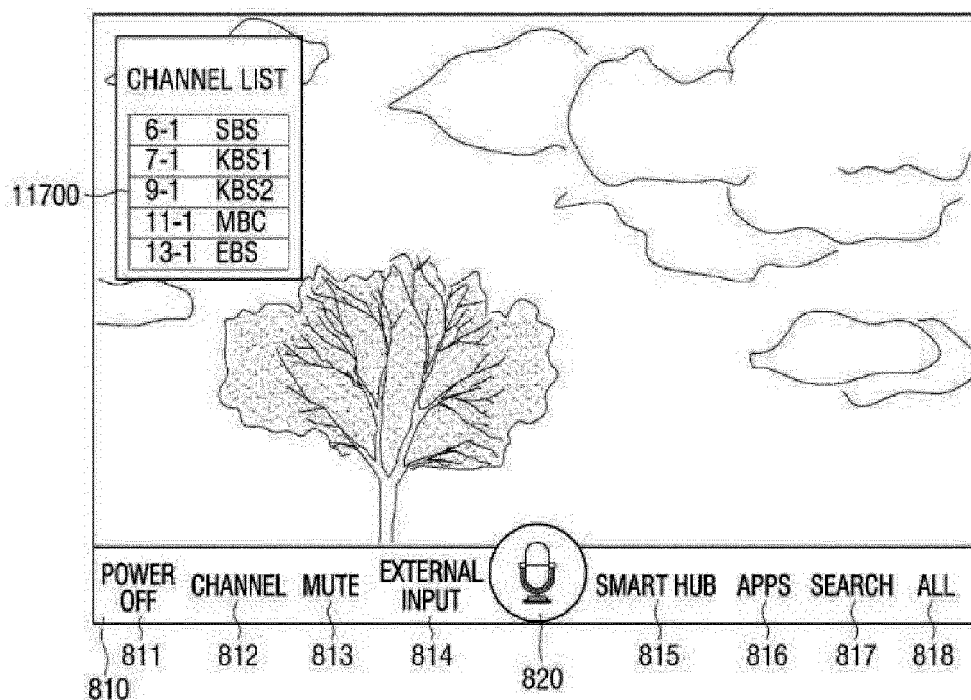 CHANNEL LIST
6-1 SBS
7-1 KBS1
11700
9-1 KBS2
11-1 MBC
13-1 EBS
POWER OFF CHANNEL MUTE EXTERNAL INPUT SMART HUB APPS SEARCH ALL
811 812 813 814 820 815 816 817 818
810